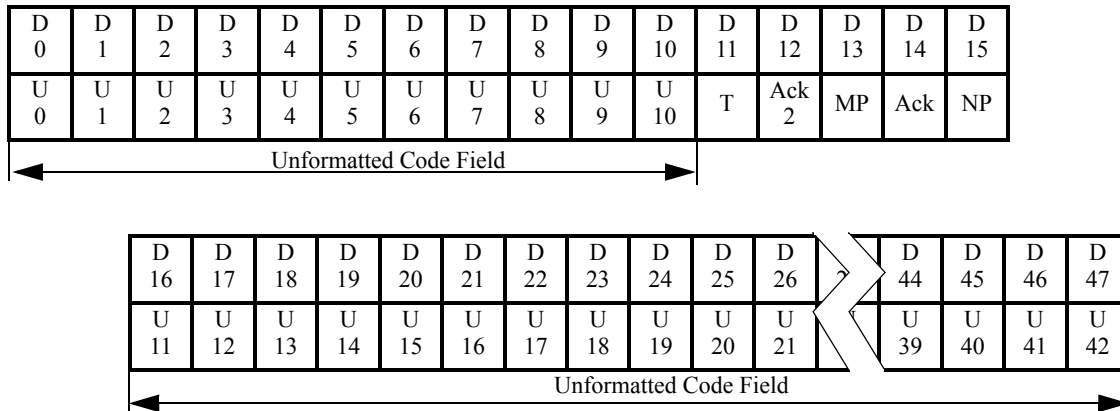 D 0 D 1 D 2 D 3 D 4 D 5 D 6 D 7 D 8 D 9 D 10 D 11 D 12 D 13 D 14 D 15
U 0 U 1 U 2 U 3 U 4 U 5 U 6 U 7 U 8 U 9 U 10 T Ack 2 MP Ack NP
Unformatted Code Field
D 16 D 17 D 18 D 19 D 20 D 21 D 22 D 23 D 24 D 25 D 26 D 44 D 45 D 46 D 47
U 11 U 12 U 13 U 14 U 15 U 16 U 17 U 18 U 19 U 20 U 21 U 39 U 40 U 41 U 42
Unformatted Code Field